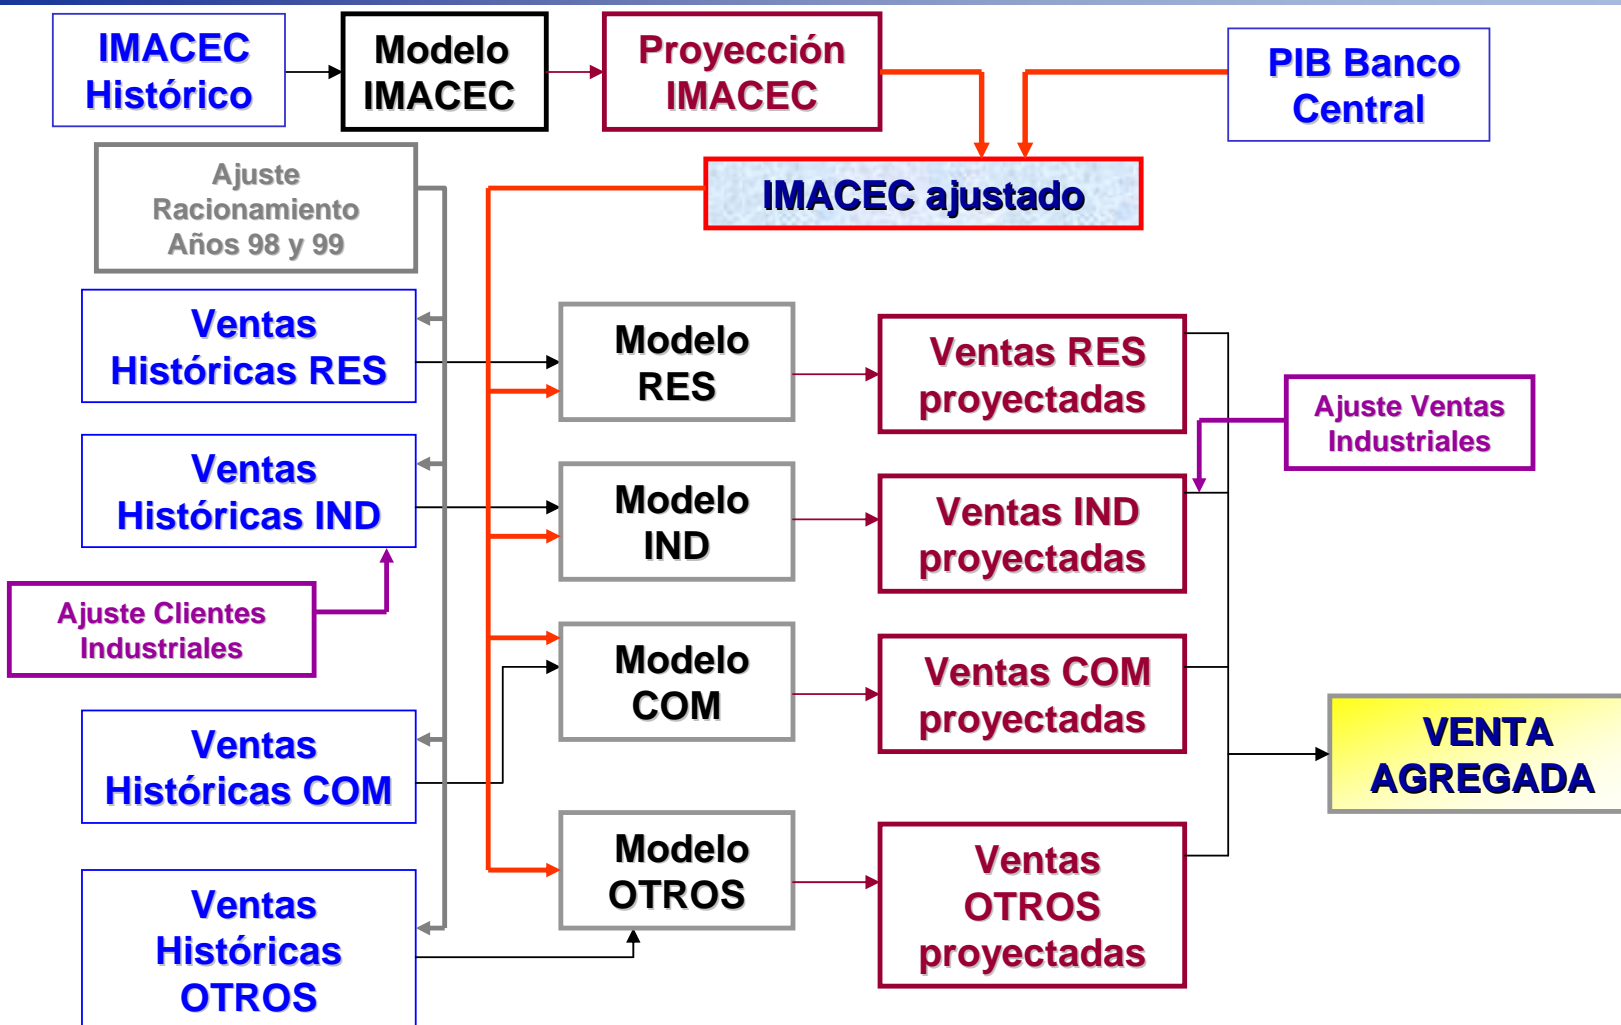 IMACEC
Histórico
Modelo
IMACEC
Proyección
IMACEC
PIB Banco
Central
Ajuste
Racionamiento
Años 98 y 99
IMACEC ajustado
Ventas
Históricas RES
Modelo
RES
Ventas RES
proyectadas
Ajuste Ventas
Industriales
Ventas
Históricas IND
Modelo
IND
Ventas IND
proyectadas
Ajuste Clientes
Industriales
Modelo
COM
Ventas COM
proyectadas
Ventas
Históricas COM
VENTA
AGREGADA
Modelo
OTROS
Ventas
OTROS
proyectadas
Ventas
Históricas
OTROS